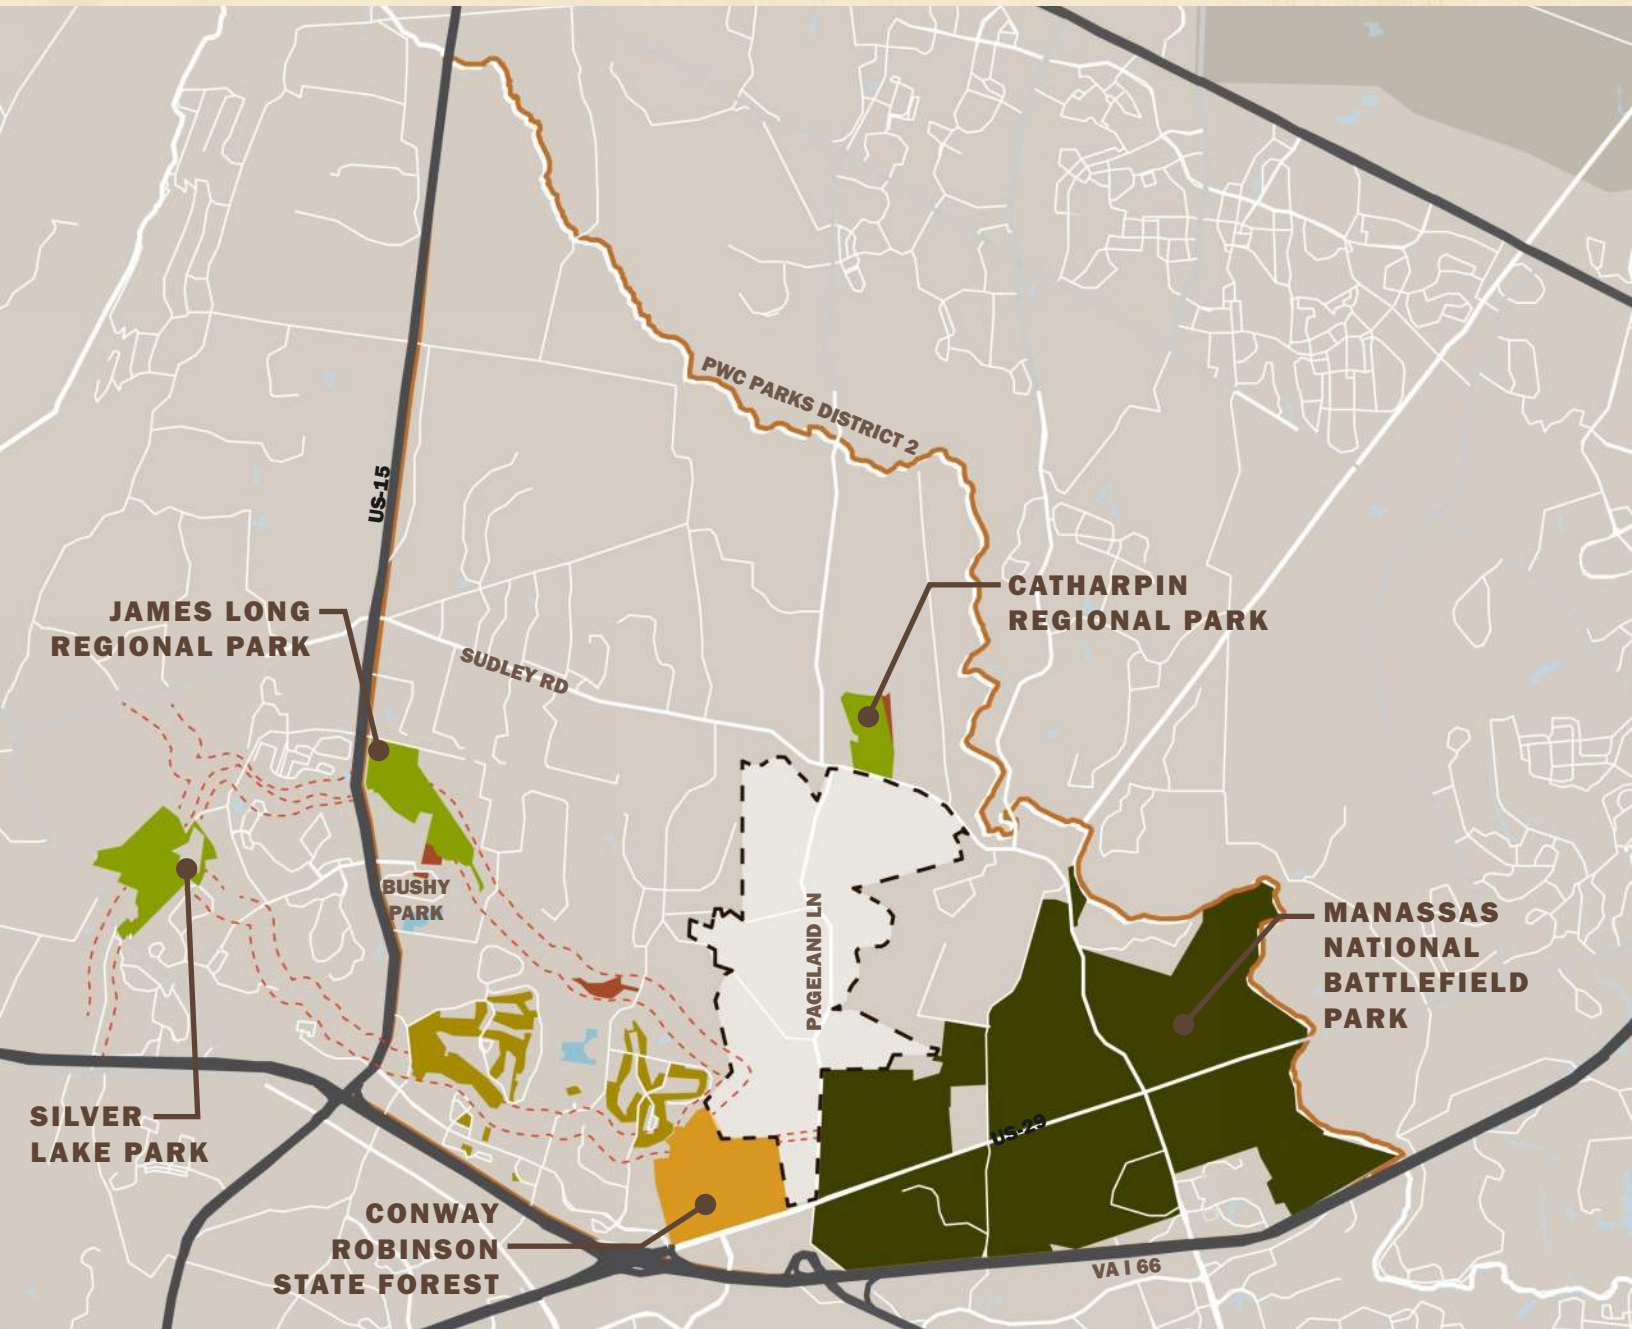 PWC PARKS DISTRICT 2
US-15
CATHARPIN
REGIONAL PARK
JAMES LONG
REGIONAL PARK
SUDLEY RD
BUSHY
PARK
PAGELAND LN
MANASSAS
NATIONAL
BATTLEFIELD
PARK
SILVER
LAKE PARK
US-29
CONWAY
ROBINSON
STATE FOREST
VA I 66